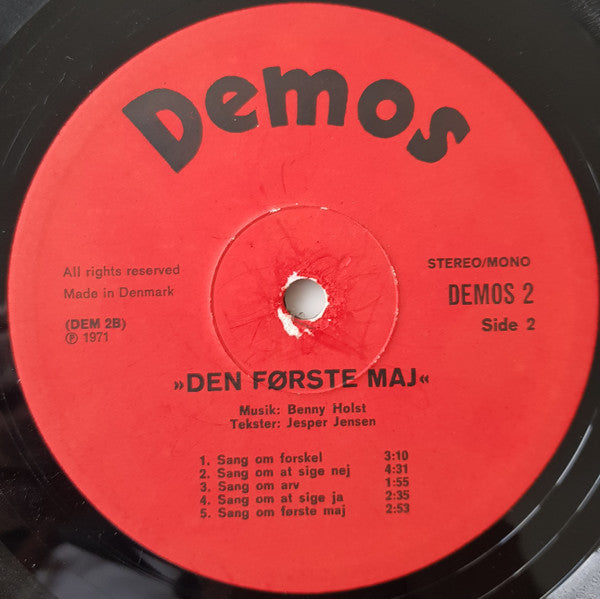 Demos
All rights reserved
Made in Denmark
(DEM 2B)
℗ 1971
STEREO/MONO
DEMOS 2
Side 2
»DEN FØRSTE MAJ«
Musik: Benny Holst
Tekster: Jesper Jensen
1. Sang om forskel 3:10
2. Sang om at sige nej 4:31
3. Sang om arv 1:55
4. Sang om at sige ja 2:35
5. Sang om første maj 2:53